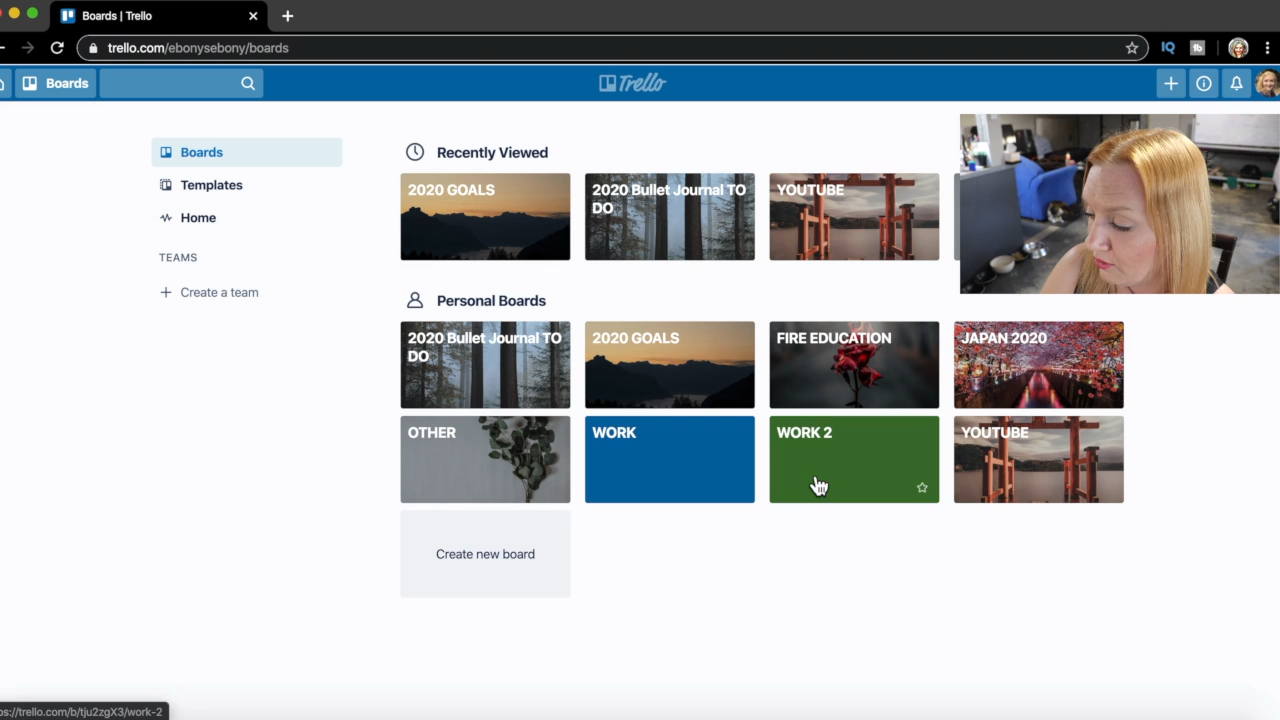 Boards | Trello
trello.com/ebonysebony/boards
IQ
Boards
Trello
Boards
Templates
Home
TEAMS
Create a team
Recently Viewed
2020 GOALS
2020 Bullet Journal TO
DO
YOUTUBE
Personal Boards
2020 Bullet Journal TO
DO
2020 GOALS
FIRE EDUCATION
JAPAN 2020
OTHER
WORK
WORK 2
YOUTUBE
Create new board
ps://trello.com/b/tju2zgX3/work-2